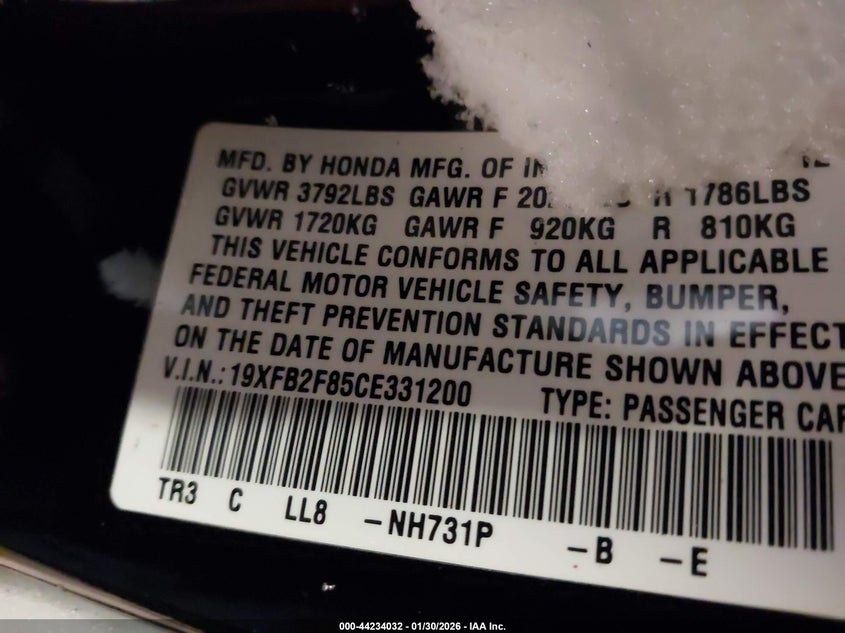 MFD. BY HONDA MFG. OF IN
GVWR 3792LBS GAWR F R 1786LBS
GVWR 1720KG GAWR F 920KG R 810KG
THIS VEHICLE CONFORMS TO ALL APPLICABLE
FEDERAL MOTOR VEHICLE SAFETY, BUMPER,
AND THEFT PREVENTION STANDARDS IN EFFECT
ON THE DATE OF MANUFACTURE SHOWN ABOVE
V.I.N.: 19XFB2F85CE331200 TYPE: PASSENGER CAR
TR3 C LL8 -NH731P -B -E
000-44234032 - 01/30/2026 - IAA Inc.